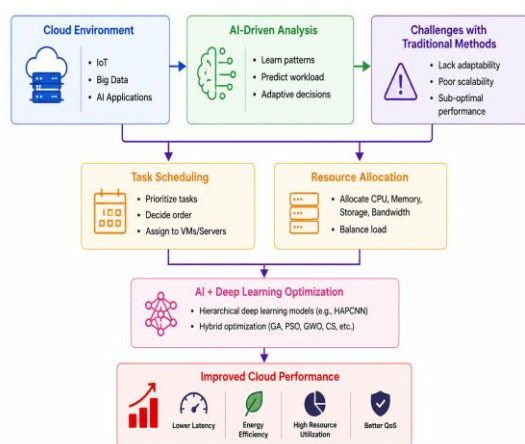 Cloud Environment
• IoT
• Big Data
• AI Applications
AI-Driven Analysis
• Learn patterns
• Predict workload
• Adaptive decisions
Challenges with
Traditional Methods
• Lack adaptability
• Poor scalability
• Sub-optimal
performance
Task Scheduling
• Prioritize tasks
• Decide order
• Assign to VMs/Servers
Resource Allocation
• Allocate CPU, Memory,
Storage, Bandwidth
• Balance load
AI + Deep Learning Optimization
• Hierarchical deep learning models (e.g., HAPCNN)
• Hybrid optimization (GA, PSO, GWO, CS, etc.)
Improved Cloud Performance
Lower Latency
Energy
Efficiency
High Resource
Utilization
Better QoS